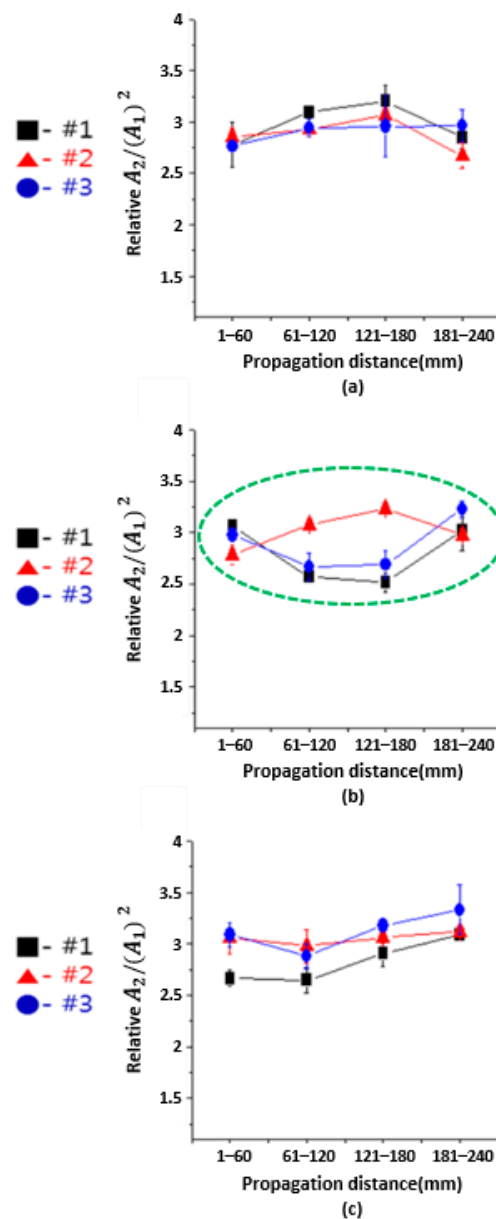 4
3.5
3
2.5
2
1.5
Relative A₂/(A₁)²
■- #1
▲- #2
●- #3
1–60 61–120 121–180 181–240
Propagation distance(mm)
(a)
4
3.5
3
2.5
2
1.5
Relative A₂/(A₁)²
■- #1
▲- #2
●- #3
1–60 61–120 121–180 181–240
Propagation distance(mm)
(b)
4
3.5
3
2.5
2
1.5
Relative A₂/(A₁)²
■- #1
▲- #2
●- #3
1–60 61–120 121–180 181–240
Propagation distance(mm)
(c)